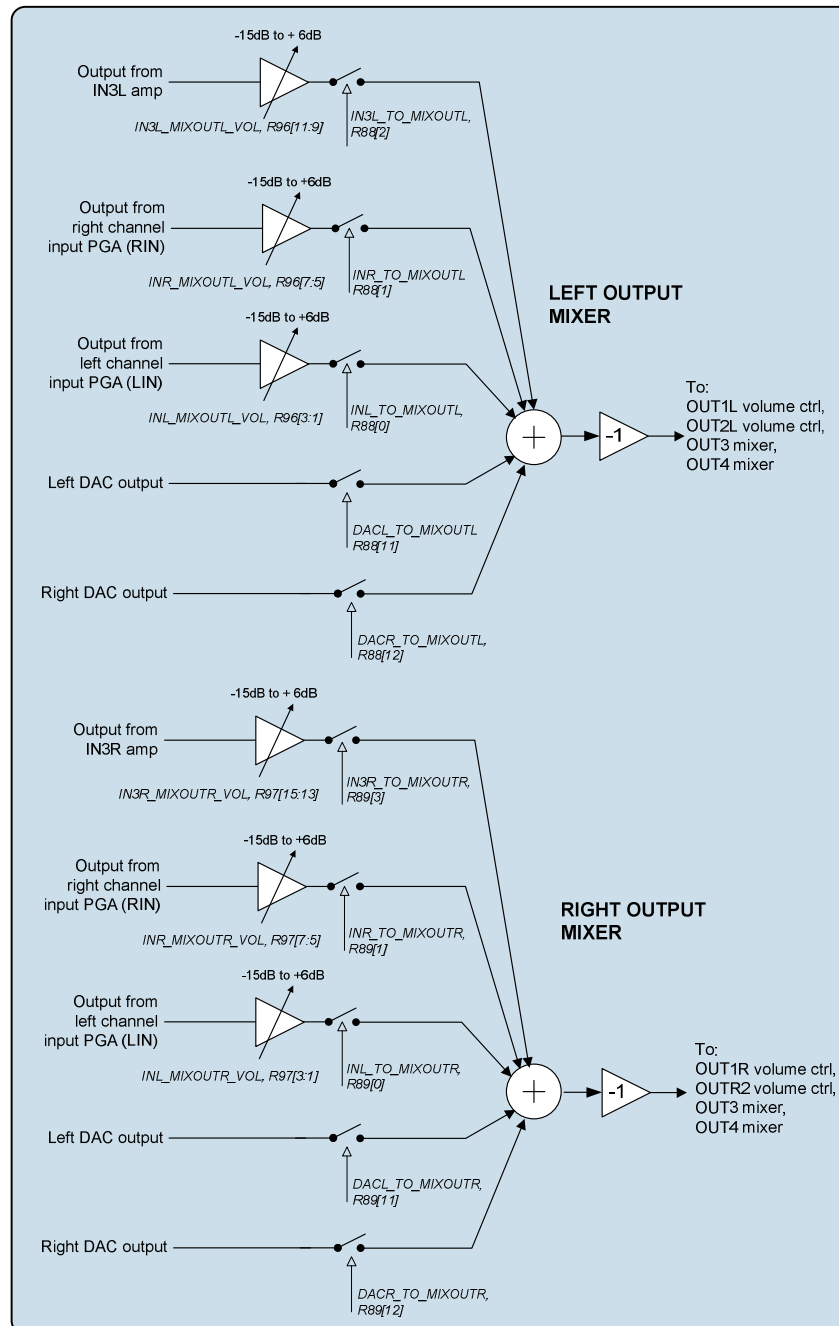 -15dB to + 6dB
Output from
IN3L amp
IN3L_MIXOUTL_VOL, R96[11:9]
IN3L_TO_MIXOUTL,
R88[2]
-15dB to +6dB
Output from
right channel
input PGA (RIN)
INR_MIXOUTL_VOL, R96[7:5]
INR_TO_MIXOUTL
R88[1]
LEFT OUTPUT
MIXER
-15dB to +6dB
Output from
left channel
input PGA (LIN)
INL_MIXOUTL_VOL, R96[3:1]
INL_TO_MIXOUTL,
R88[0]
+
-1
To:
OUT1L volume ctrl,
OUT2L volume ctrl,
OUT3 mixer,
OUT4 mixer
Left DAC output
DACL_TO_MIXOUTL
R88[11]
Right DAC output
DACR_TO_MIXOUTL,
R88[12]
-15dB to + 6dB
Output from
IN3R amp
IN3R_MIXOUTR_VOL, R97[15:13]
IN3R_TO_MIXOUTR,
R89[3]
-15dB to +6dB
Output from
right channel
input PGA (RIN)
INR_MIXOUTR_VOL, R97[7:5]
INR_TO_MIXOUTR,
R89[1]
RIGHT OUTPUT
MIXER
-15dB to +6dB
Output from
left channel
input PGA (LIN)
INL_MIXOUTR_VOL, R97[3:1]
INL_TO_MIXOUTR,
R89[0]
+
-1
To:
OUT1R volume ctrl,
OUTR2 volume ctrl,
OUT3 mixer,
OUT4 mixer
Left DAC output
DACL_TO_MIXOUTR,
R89[11]
Right DAC output
DACR_TO_MIXOUTR,
R89[12]